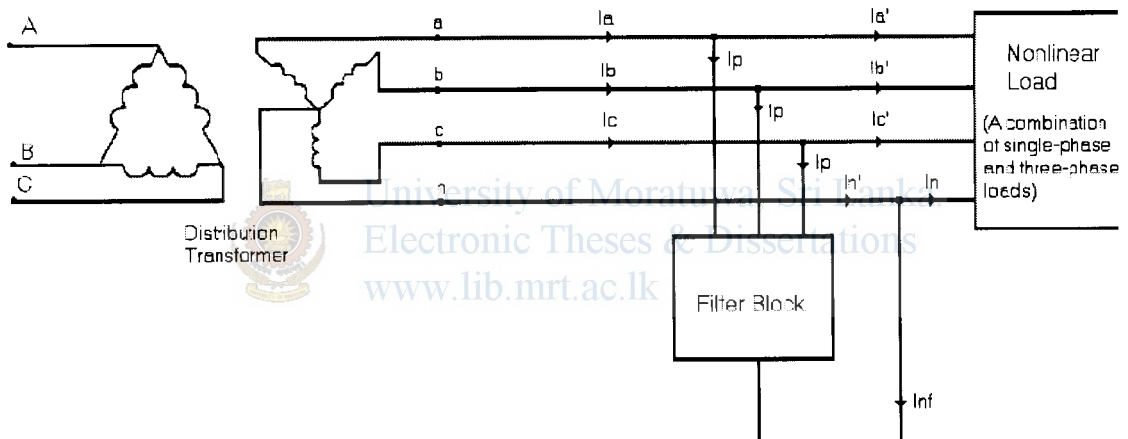 A
B
C
Distribution
Transformer
a
b
c
n
Ia
Ib
Ic
Ip
Ip
Ip
Ia'
Ib'
Ic'
In'
In
Inf
Nonlinear
Load
(A combination
of single-phase
and three-phase
loads)
Filter Block
University of Moratuwa, Sri Lanka.
Electronic Theses & Dissertations
www.lib.mrt.ac.lk